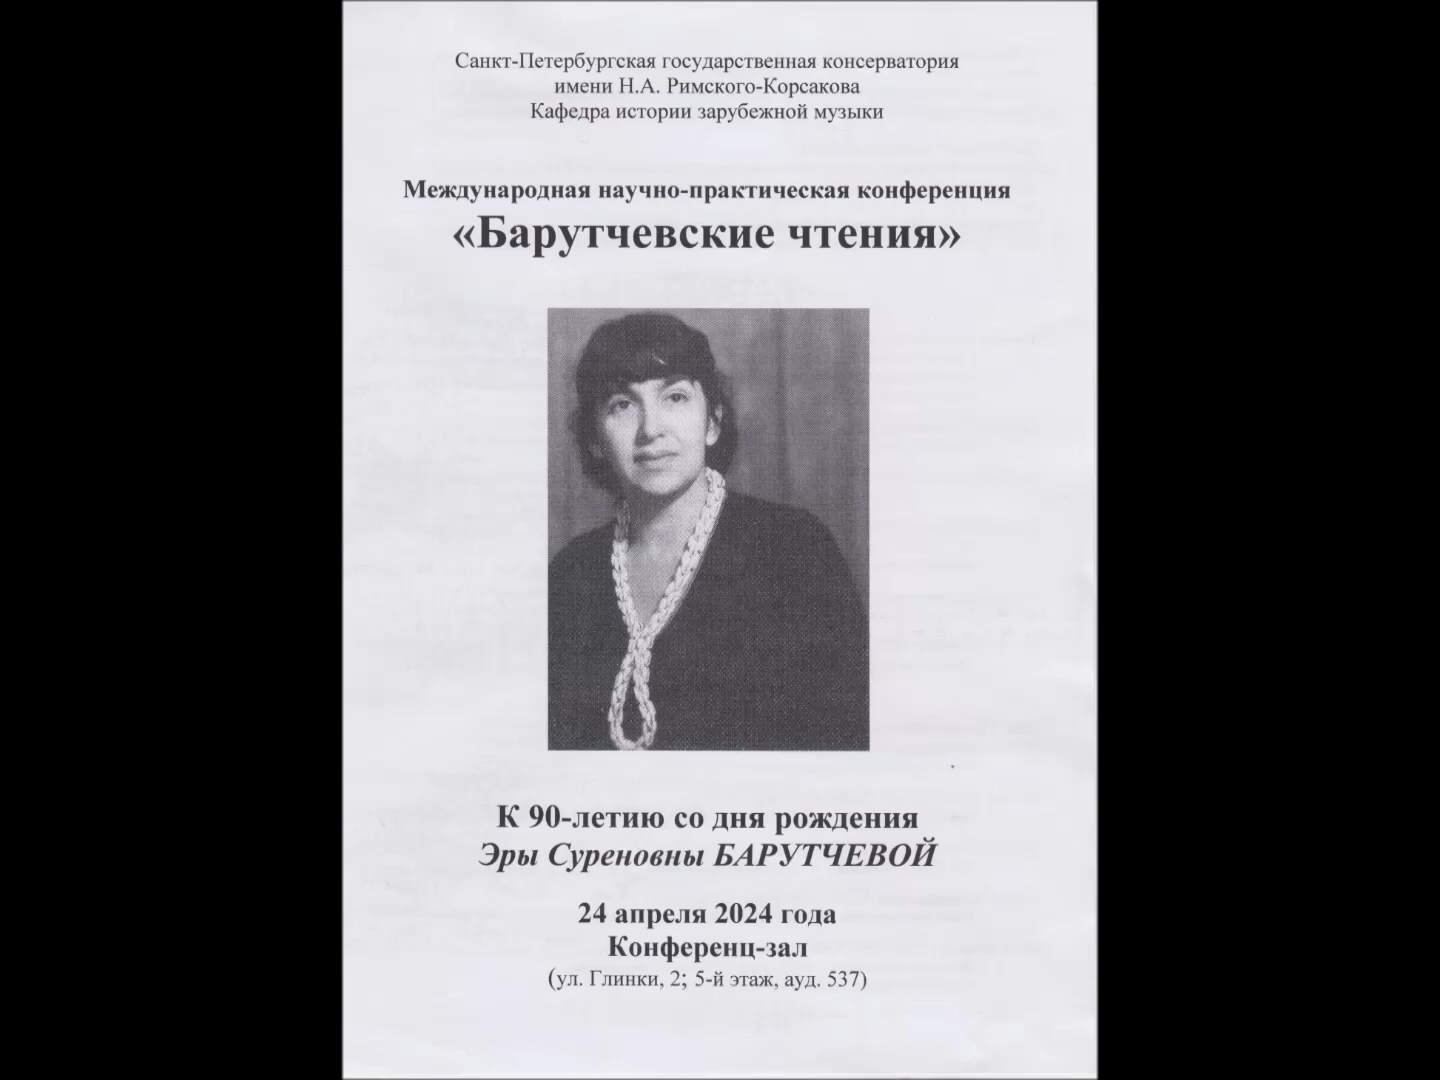 Санкт-Петербургская государственная консерватория
имени Н.А. Римского-Корсакова
Кафедра истории зарубежной музыки
Международная научно-практическая конференция
«Барутчевские чтения»
К 90-летию со дня рождения
Эры Суреновны БАРУТЧЕВОЙ
24 апреля 2024 года
Конференц-зал
(ул. Глинки, 2; 5-й этаж, ауд. 537)